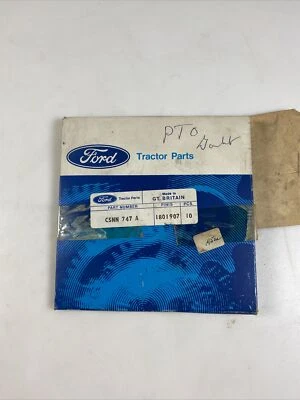 PTO
Ford
Tractor Parts
Ford Tractor Parts
Made in
GT. BRITAIN
PART NUMBER
FINIS
PCS.
C5NN 747 A
1801907
10